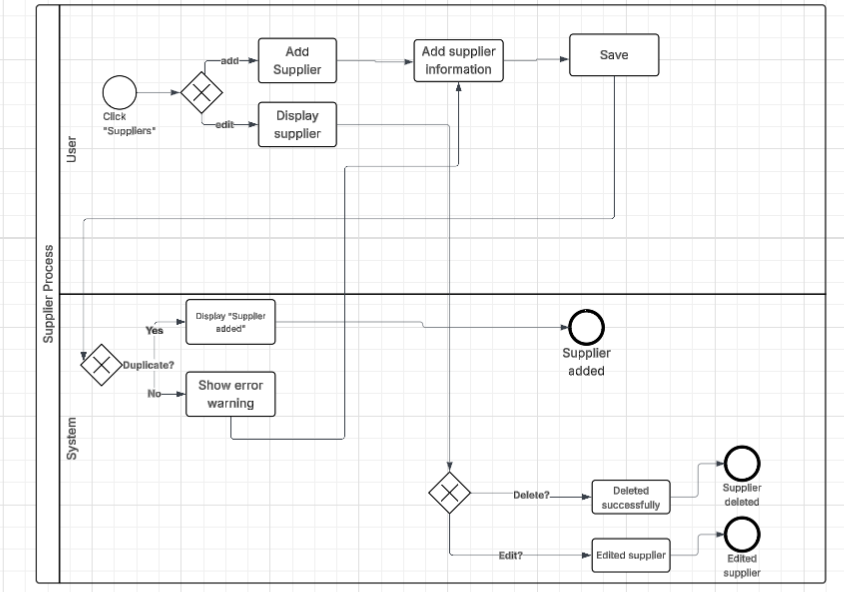 Supplier Process
User
Click
"Suppliers"
add
edit
Add
Supplier
Display
supplier
Add supplier
information
Save
System
Duplicate?
Yes
No
Display "Supplier
added"
Show error
warning
Supplier
added
Delete?
Edit?
Deleted
successfully
Edited supplier
Supplier
deleted
Edited
supplier